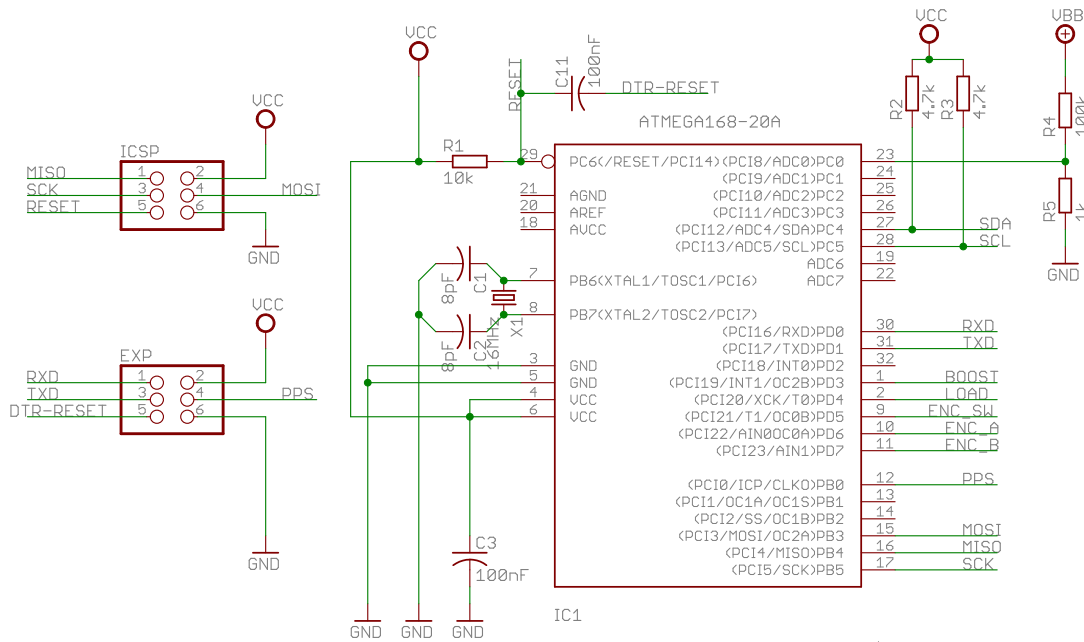 VCC
VCC
VBB
RESET
C11
100nF
DTR-RESET
R2
4.7k
R3
4.7k
R4
100k
ATMEGA168-20A
VCC
ICSP
MISO 1 2
SCK 3 4 MOSI
RESET 5 6
GND
R1
10k
29 PC6(/RESET/PCI14) (PCI8/ADC0)PC0 23
(PCI9/ADC1)PC1 24
21 AGND (PCI10/ADC2)PC2 25
20 AREF (PCI11/ADC3)PC3 26
18 AVCC (PCI12/ADC4/SDA)PC4 27 SDA
(PCI13/ADC5/SCL)PC5 28 SCL
ADC6 19
7 PB6(XTAL1/TOSC1/PCI6) ADC7 22
R5
1k
GND
8pF
C1
8pF
C2
16MHz
X1
8 PB7(XTAL2/TOSC2/PCI7)
(PCI16/RXD)PD0 30 RXD
(PCI17/TXD)PD1 31 TXD
3 GND (PCI18/INT0)PD2 32
5 GND (PCI19/INT1/OC2B)PD3 1 BOOST
4 VCC (PCI20/XCK/T0)PD4 2 LOAD
6 VCC (PCI21/T1/OC0B)PD5 9 ENC_SW
(PCI22/AIN0OC0A)PD6 10 ENC_A
(PCI23/AIN1)PD7 11 ENC_B
(PCI0/ICP/CLKO)PB0 12 PPS
(PCI1/OC1A/OC1S)PB1 13
(PCI2/SS/OC1B)PB2 14
(PCI3/MOSI/OC2A)PB3 15 MOSI
(PCI4/MISO)PB4 16 MISO
(PCI5/SCK)PB5 17 SCK
VCC
EXP
RXD 1 2
TXD 3 4 PPS
DTR-RESET 5 6
GND
C3
100nF
GND
GND
GND
IC1